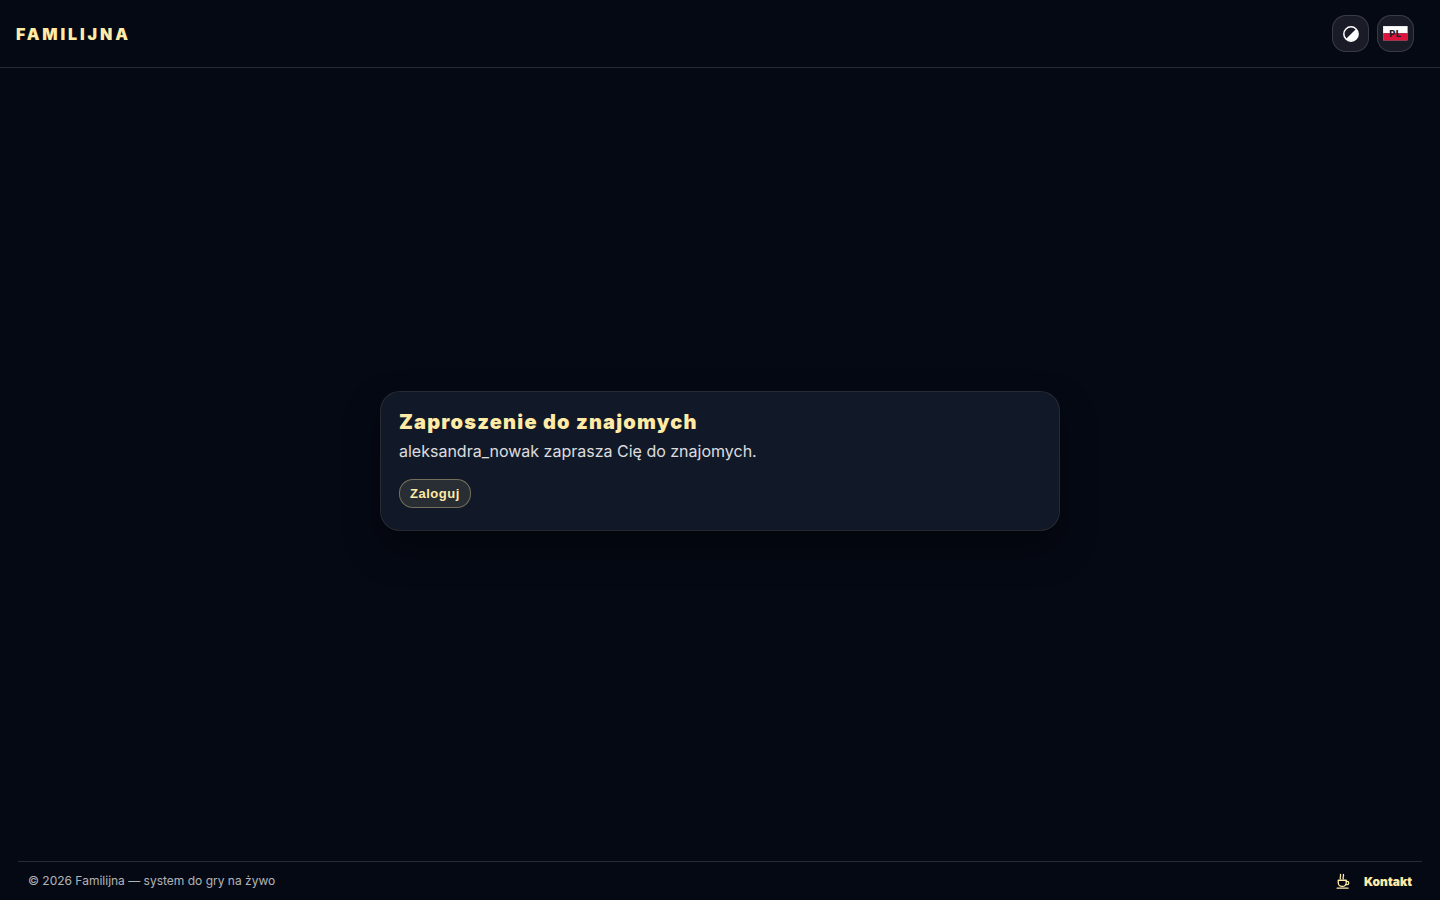 FAMILIJNA
PL
Zaproszenie do znajomych
aleksandra_nowak zaprasza Cię do znajomych.
Zaloguj
© 2026 Familijna — system do gry na żywo
Kontakt